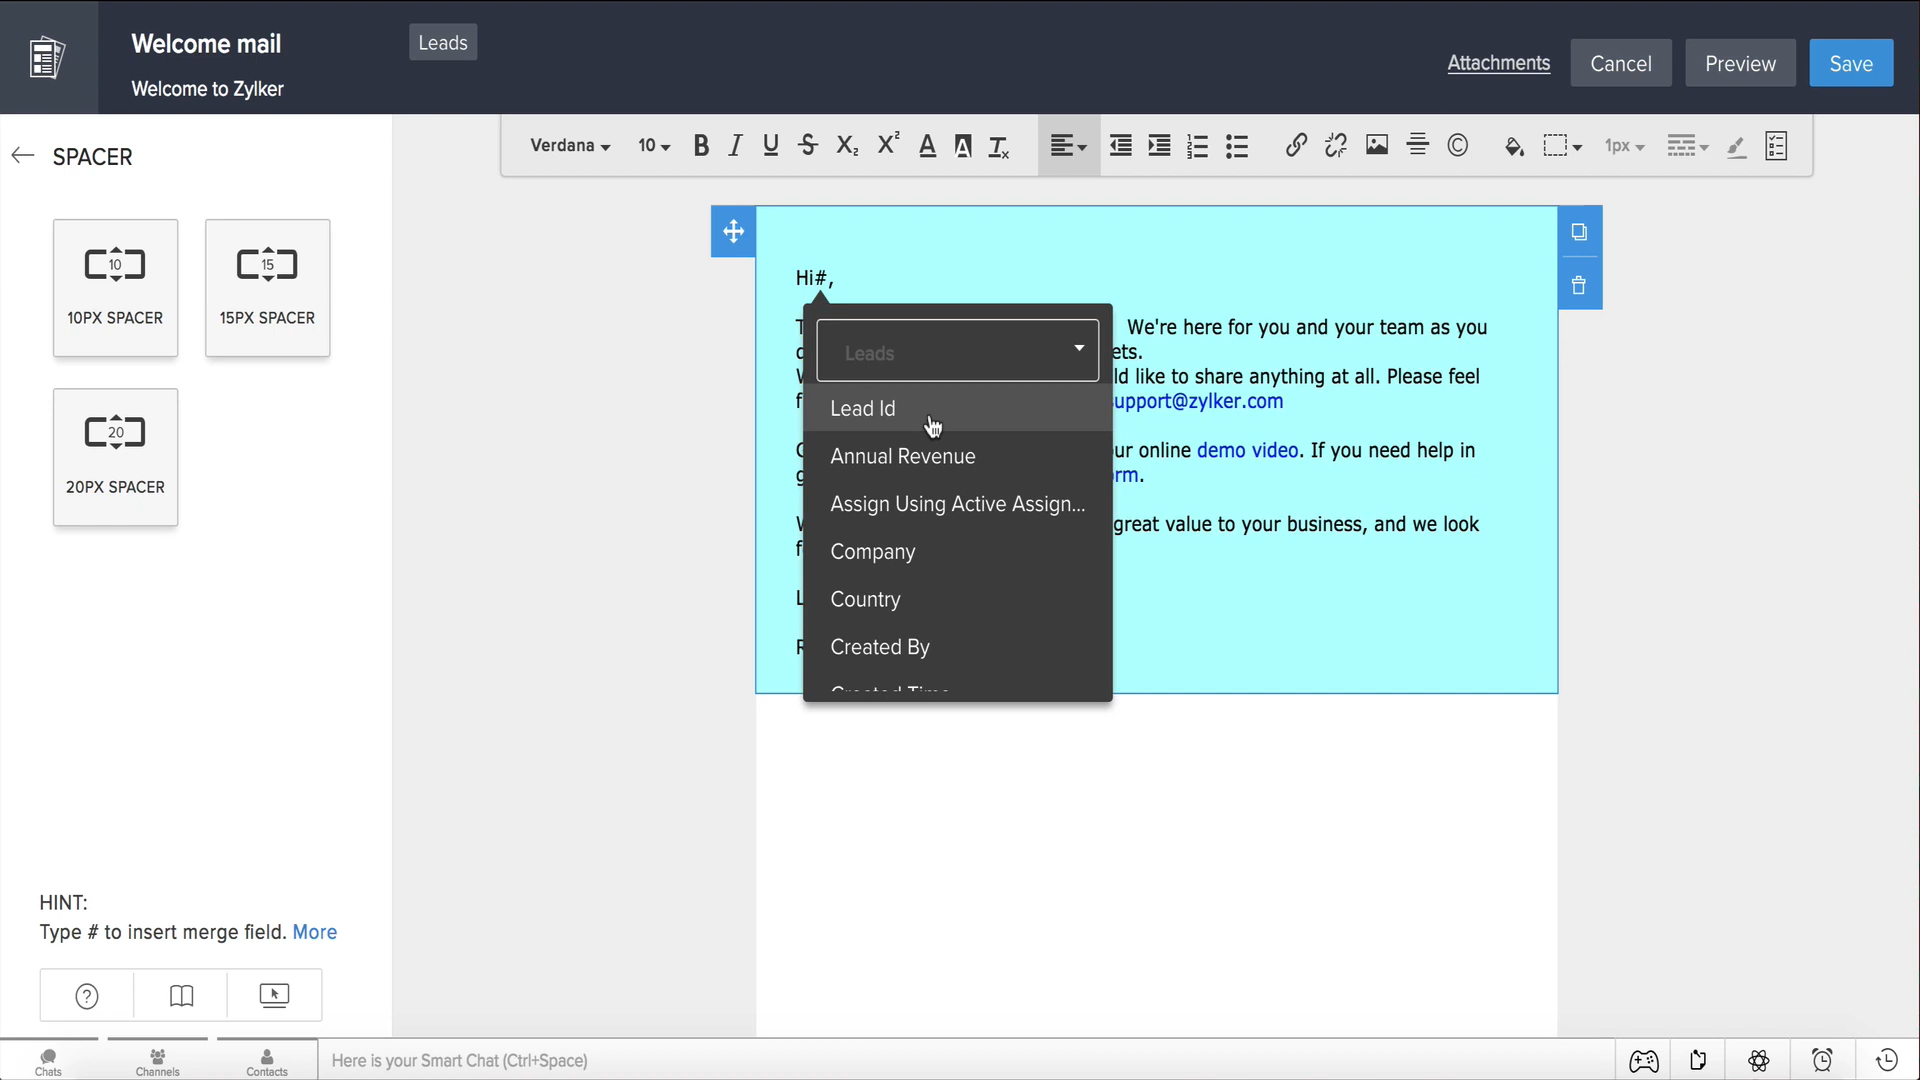 Welcome mail
Leads
Welcome to Zylker
Attachments
Cancel
Preview
Save
SPACER
Verdana
10
B I U S X₂ X² A A Tx
1px
10
10PX SPACER
15
15PX SPACER
20
20PX SPACER
Hi#,
We're here for you and your team as you
ets.
ld like to share anything at all. Please feel
upport@zylker.com
ur online demo video. If you need help in
rm.
great value to your business, and we look
Leads
Lead Id
Annual Revenue
Assign Using Active Assign...
Company
Country
Created By
Created Time
HINT:
Type # to insert merge field. More
Chats
Channels
Contacts
Here is your Smart Chat (Ctrl+Space)